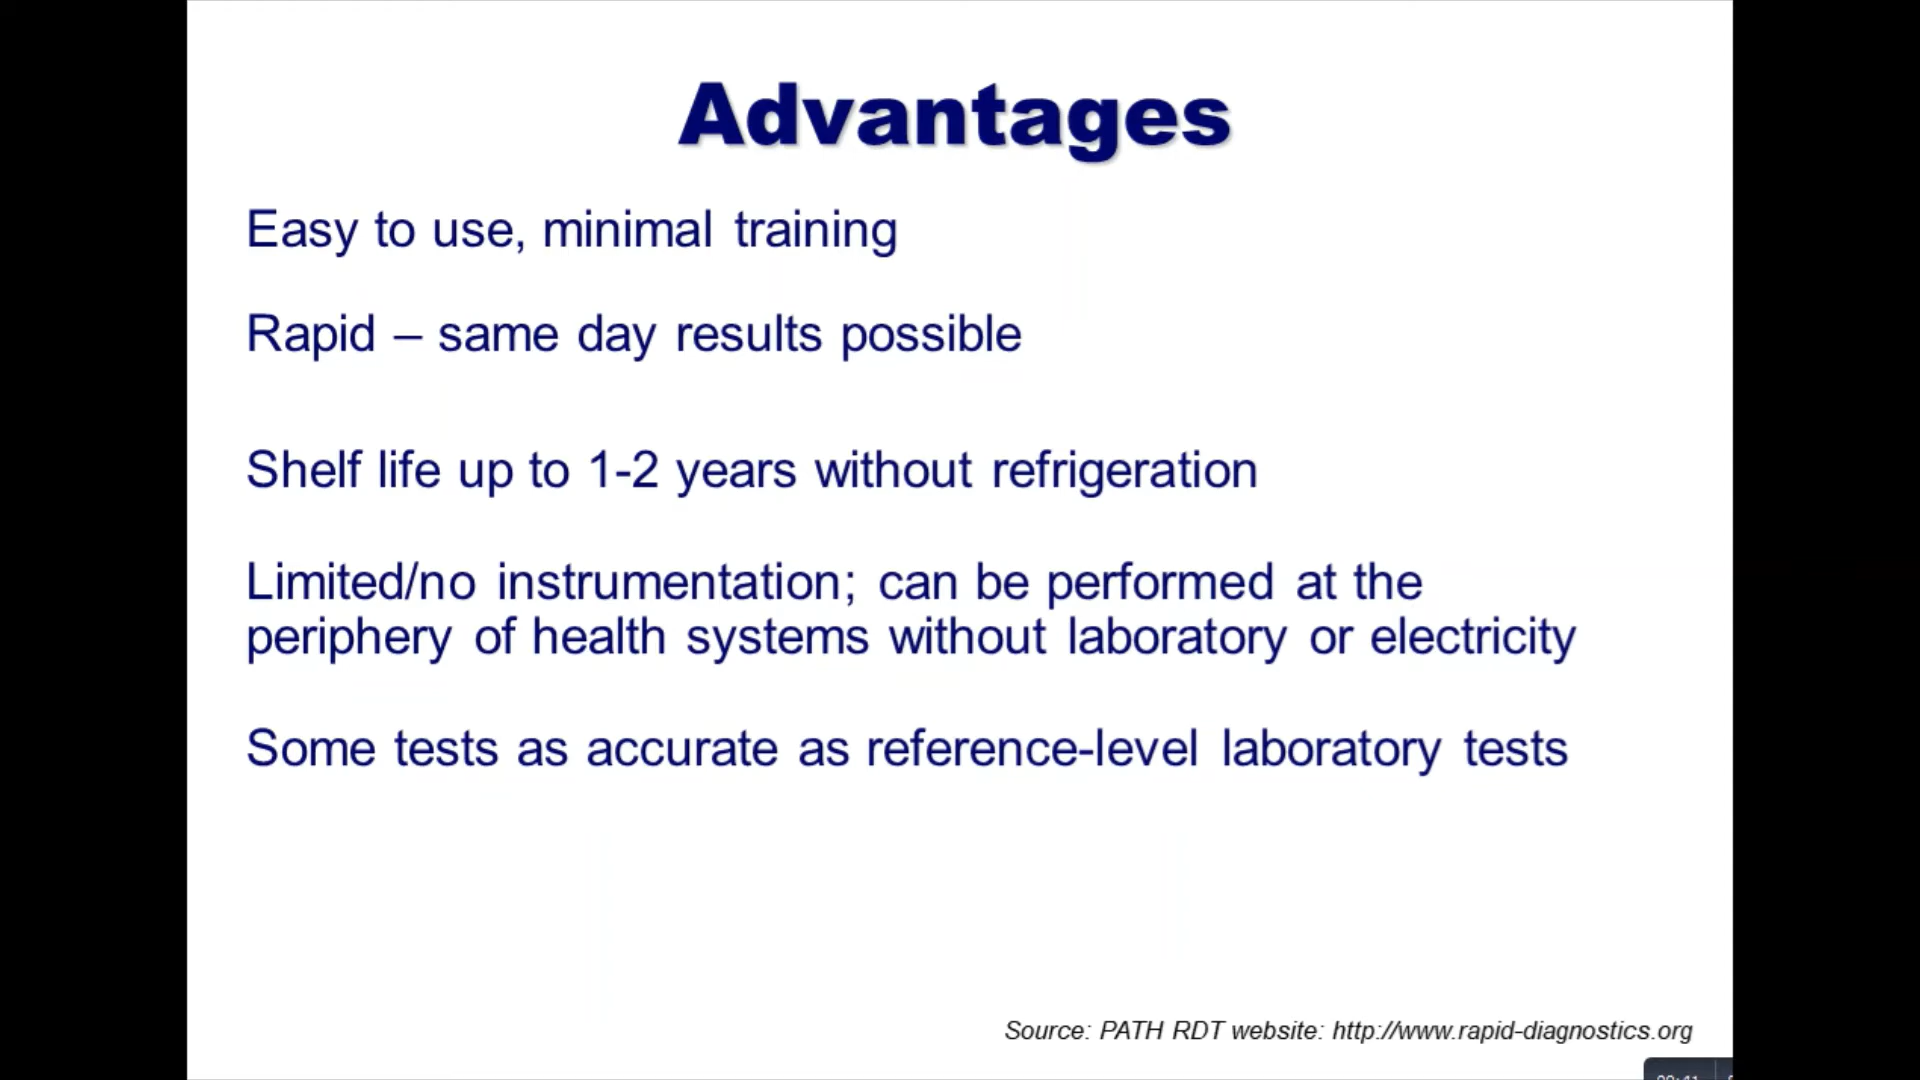 Advantages
Easy to use, minimal training
Rapid – same day results possible
Shelf life up to 1-2 years without refrigeration
Limited/no instrumentation; can be performed at the
periphery of health systems without laboratory or electricity
Some tests as accurate as reference-level laboratory tests
Source: PATH RDT website: http://www.rapid-diagnostics.org